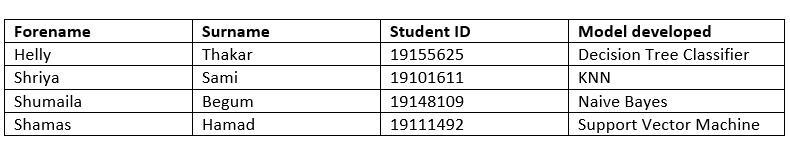 Forename Surname Student ID Model developed
Helly Thakar 19155625 Decision Tree Classifier
Shriya Sami 19101611 KNN
Shumaila Begum 19148109 Naive Bayes
Shamas Hamad 19111492 Support Vector Machine